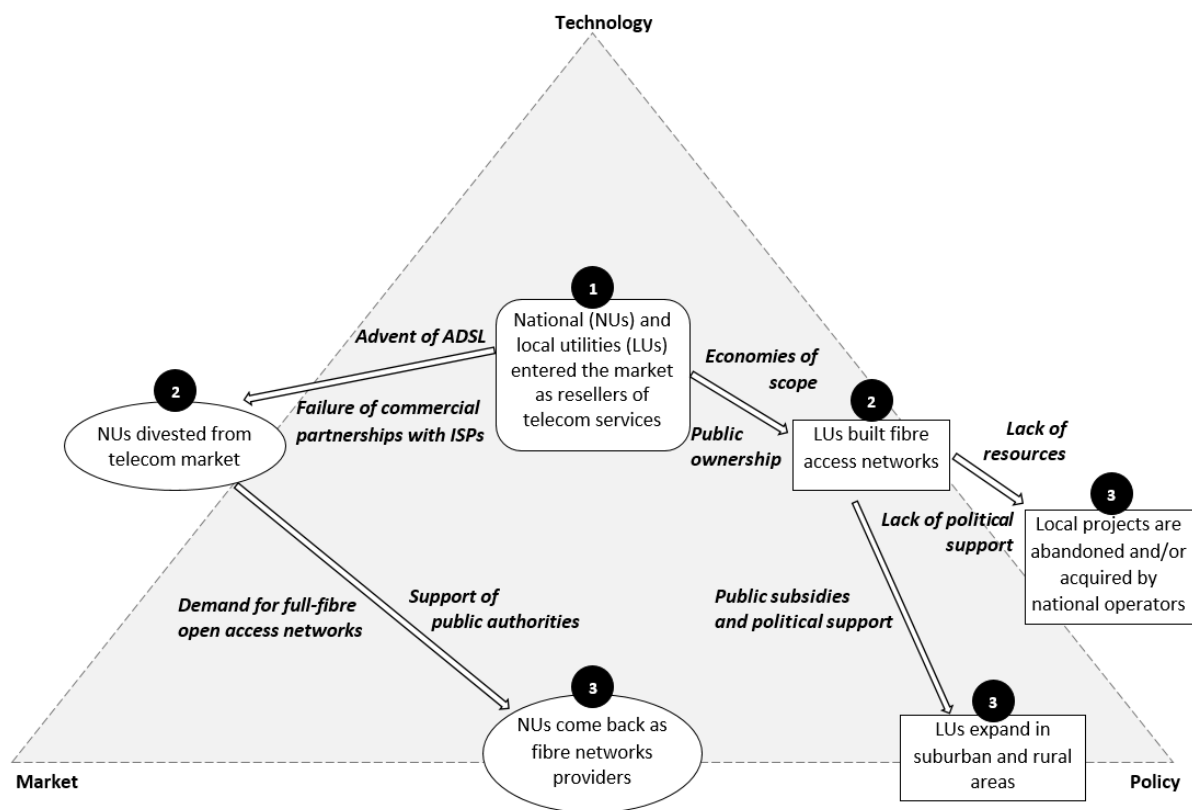 Technology
1
National (NUs) and
local utilities (LUs)
entered the market
as resellers of
telecom services
Advent of ADSL
Failure of commercial
partnerships with ISPs
Economies of
scope
Public
ownership
2
NUs divested from
telecom market
2
LUs built fibre
access networks
Lack of
resources
Lack of political
support
3
Local projects are
abandoned and/or
acquired by
national operators
Demand for full-fibre
open access networks
Support of
public authorities
Public subsidies
and political support
3
NUs come back as
fibre networks
providers
3
LUs expand in
suburban and rural
areas
Market
Policy